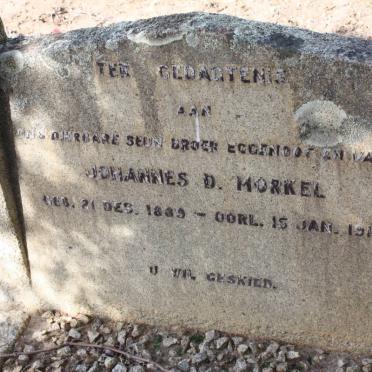 TER GEDAGTENIS
AAN
ONS DIERBARE SEUN BROER EGGENOOT EN VA
JOHANNES D. MORKEL
GEB. 21 DES. 1889 – OORL. 15 JAN. 191
U WIL GESKIED.